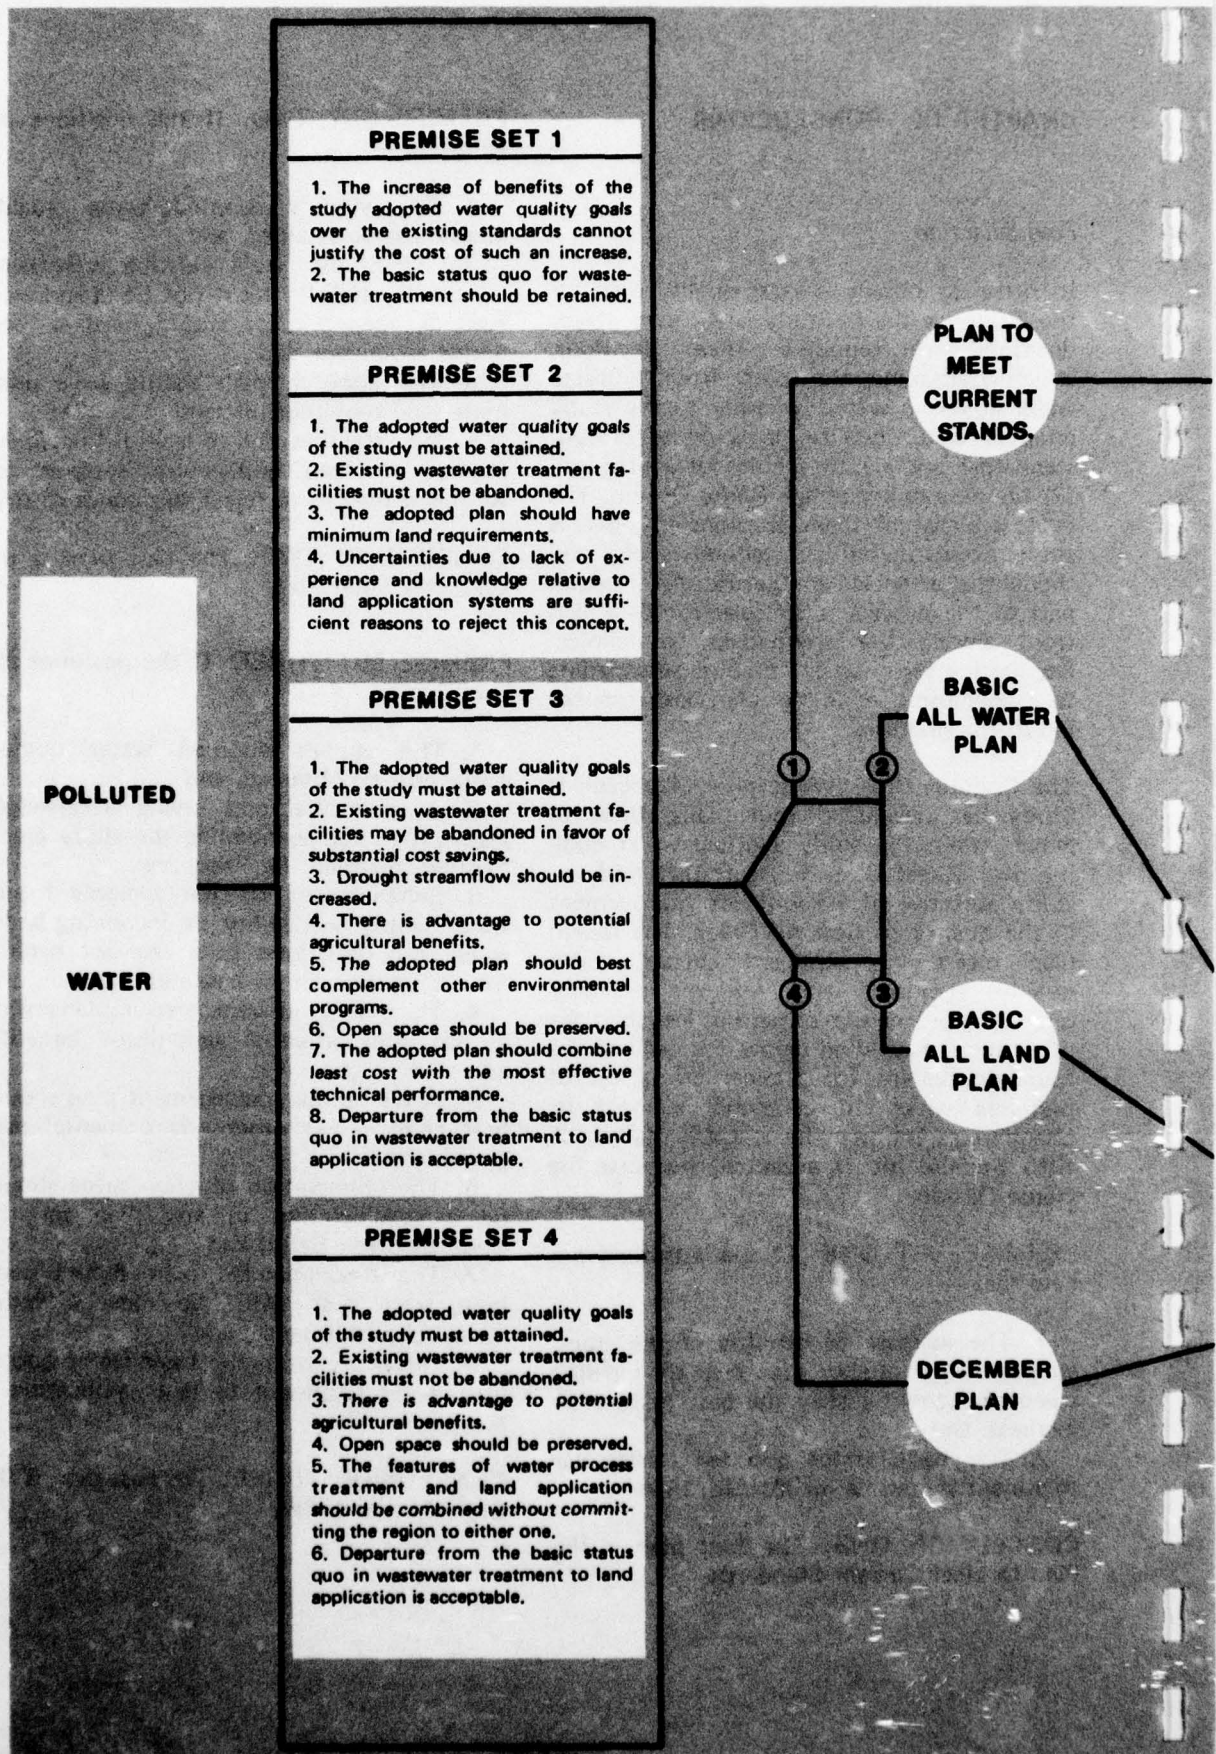 POLLUTED
WATER
PREMISE SET 1
1. The increase of benefits of the
study adopted water quality goals
over the existing standards cannot
justify the cost of such an increase.
2. The basic status quo for waste-
water treatment should be retained.
PREMISE SET 2
1. The adopted water quality goals
of the study must be attained.
2. Existing wastewater treatment fa-
cilities must not be abandoned.
3. The adopted plan should have
minimum land requirements.
4. Uncertainties due to lack of ex-
perience and knowledge relative to
land application systems are suffi-
cient reasons to reject this concept.
PREMISE SET 3
1. The adopted water quality goals
of the study must be attained.
2. Existing wastewater treatment fa-
cilities may be abandoned in favor of
substantial cost savings.
3. Drought streamflow should be in-
creased.
4. There is advantage to potential
agricultural benefits.
5. The adopted plan should best
complement other environmental
programs.
6. Open space should be preserved.
7. The adopted plan should combine
least cost with the most effective
technical performance.
8. Departure from the basic status
quo in wastewater treatment to land
application is acceptable.
PREMISE SET 4
1. The adopted water quality goals
of the study must be attained.
2. Existing wastewater treatment fa-
cilities must not be abandoned.
3. There is advantage to potential
agricultural benefits.
4. Open space should be preserved.
5. The features of water process
treatment and land application
should be combined without commit-
ting the region to either one.
6. Departure from the basic status
quo in wastewater treatment to land
application is acceptable.
1
2
4
3
PLAN TO
MEET
CURRENT
STANDS.
BASIC
ALL WATER
PLAN
BASIC
ALL LAND
PLAN
DECEMBER
PLAN